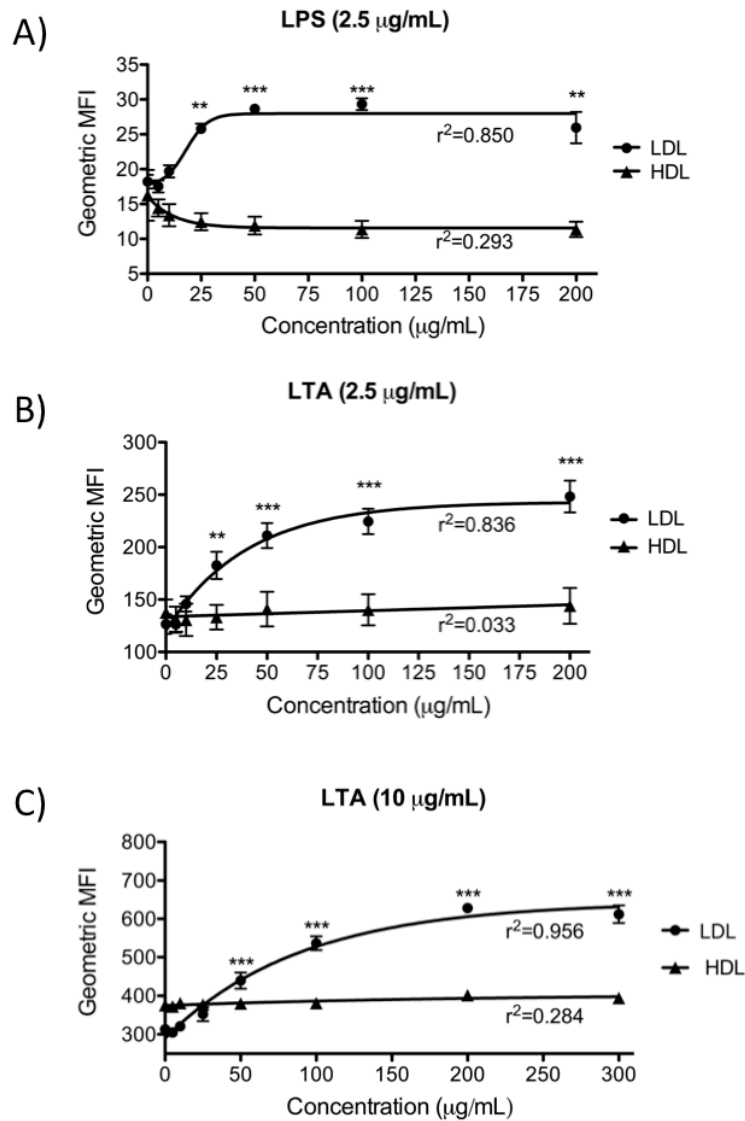 A)
LPS (2.5 μg/mL)
Geometric MFI
35
30
25
20
15
10
5
** *** *** **
r²=0.850
r²=0.293
LDL
HDL
0 25 50 75 100 125 150 175 200
Concentration (μg/mL)
B)
LTA (2.5 μg/mL)
Geometric MFI
300
250
200
150
100
** *** *** ***
r²=0.836
r²=0.033
LDL
HDL
0 25 50 75 100 125 150 175 200
Concentration (μg/mL)
C)
LTA (10 μg/mL)
Geometric MFI
800
700
600
500
400
300
*** *** *** ***
r²=0.956
r²=0.284
LDL
HDL
0 50 100 150 200 250 300
Concentration (μg/mL)